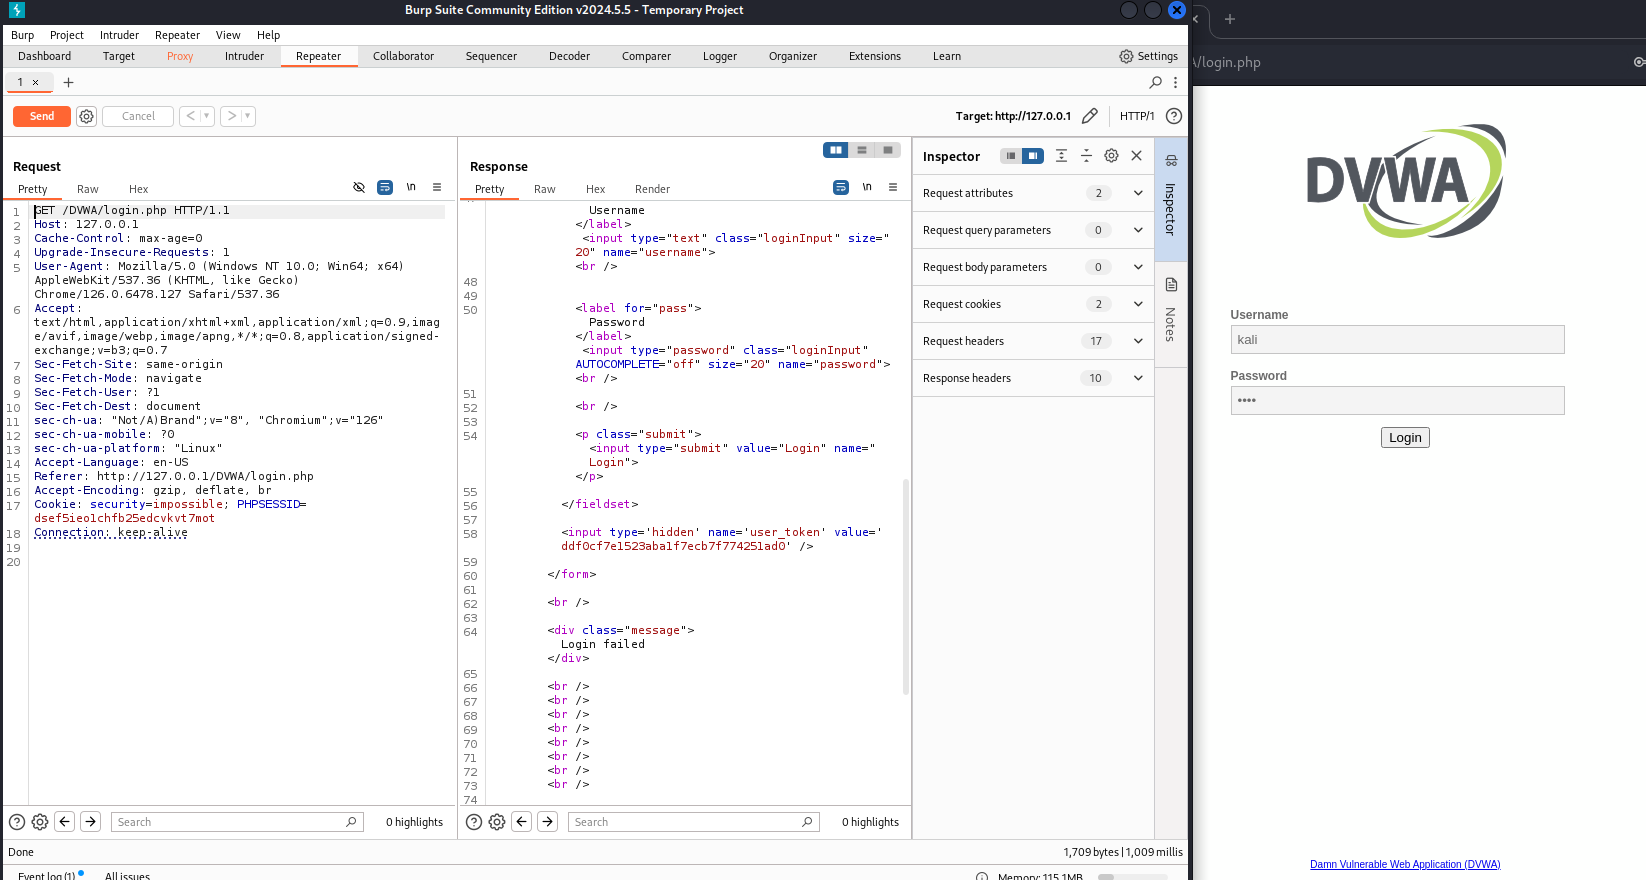 Burp Suite Community Edition v2024.5.5 - Temporary Project
Burp Project Intruder Repeater View Help
Dashboard Target Proxy Intruder Repeater Collaborator Sequencer Decoder Comparer Logger Organizer Extensions Learn Settings
1 × +
Send Cancel < >
Target: http://127.0.0.1 HTTP/1
Request
Pretty Raw Hex \n
1 GET /DVWA/login.php HTTP/1.1
2 Host: 127.0.0.1
3 Cache-Control: max-age=0
4 Upgrade-Insecure-Requests: 1
5 User-Agent: Mozilla/5.0 (Windows NT 10.0; Win64; x64)
AppleWebKit/537.36 (KHTML, like Gecko)
Chrome/126.0.6478.127 Safari/537.36
6 Accept:
text/html,application/xhtml+xml,application/xml;q=0.9,imag
e/avif,image/webp,image/apng,*/*;q=0.8,application/signed-
exchange;v=b3;q=0.7
7 Sec-Fetch-Site: same-origin
8 Sec-Fetch-Mode: navigate
9 Sec-Fetch-User: ?1
10 Sec-Fetch-Dest: document
11 sec-ch-ua: "Not/A)Brand";v="8", "Chromium";v="126"
12 sec-ch-ua-mobile: ?0
13 sec-ch-ua-platform: "Linux"
14 Accept-Language: en-US
15 Referer: http://127.0.0.1/DVWA/login.php
16 Accept-Encoding: gzip, deflate, br
17 Cookie: security=impossible; PHPSESSID=
dsef5ieo1chfb25edcvkvt7mot
18 Connection: keep-alive
19
20
Search 0 highlights
Response
Pretty Raw Hex Render \n
Username
</label>
<input type="text" class="loginInput" size="
20" name="username">
<br />
48
49
50 <label for="pass">
Password
</label>
<input type="password" class="loginInput"
AUTOCOMPLETE="off" size="20" name="password">
<br />
51
52 <br />
53
54 <p class="submit">
<input type="submit" value="Login" name="
Login">
</p>
55
56 </fieldset>
57
58 <input type='hidden' name='user_token' value='
ddf0cf7e1523aba1f7ecb7f774251ad0' />
59
60 </form>
61
62 <br />
63
64 <div class="message">
Login failed
</div>
65
66 <br />
67 <br />
68 <br />
69 <br />
70 <br />
71 <br />
72 <br />
73 <br />
74
Search 0 highlights
Inspector
Request attributes 2
Request query parameters 0
Request body parameters 0
Request cookies 2
Request headers 17
Response headers 10
Inspector
Notes
Done 1,709 bytes | 1,009 millis
Event log (1) All issues Memory: 115.1MB
/login.php
DVWA
Username
kali
Password
••••
Login
Damn Vulnerable Web Application (DVWA)